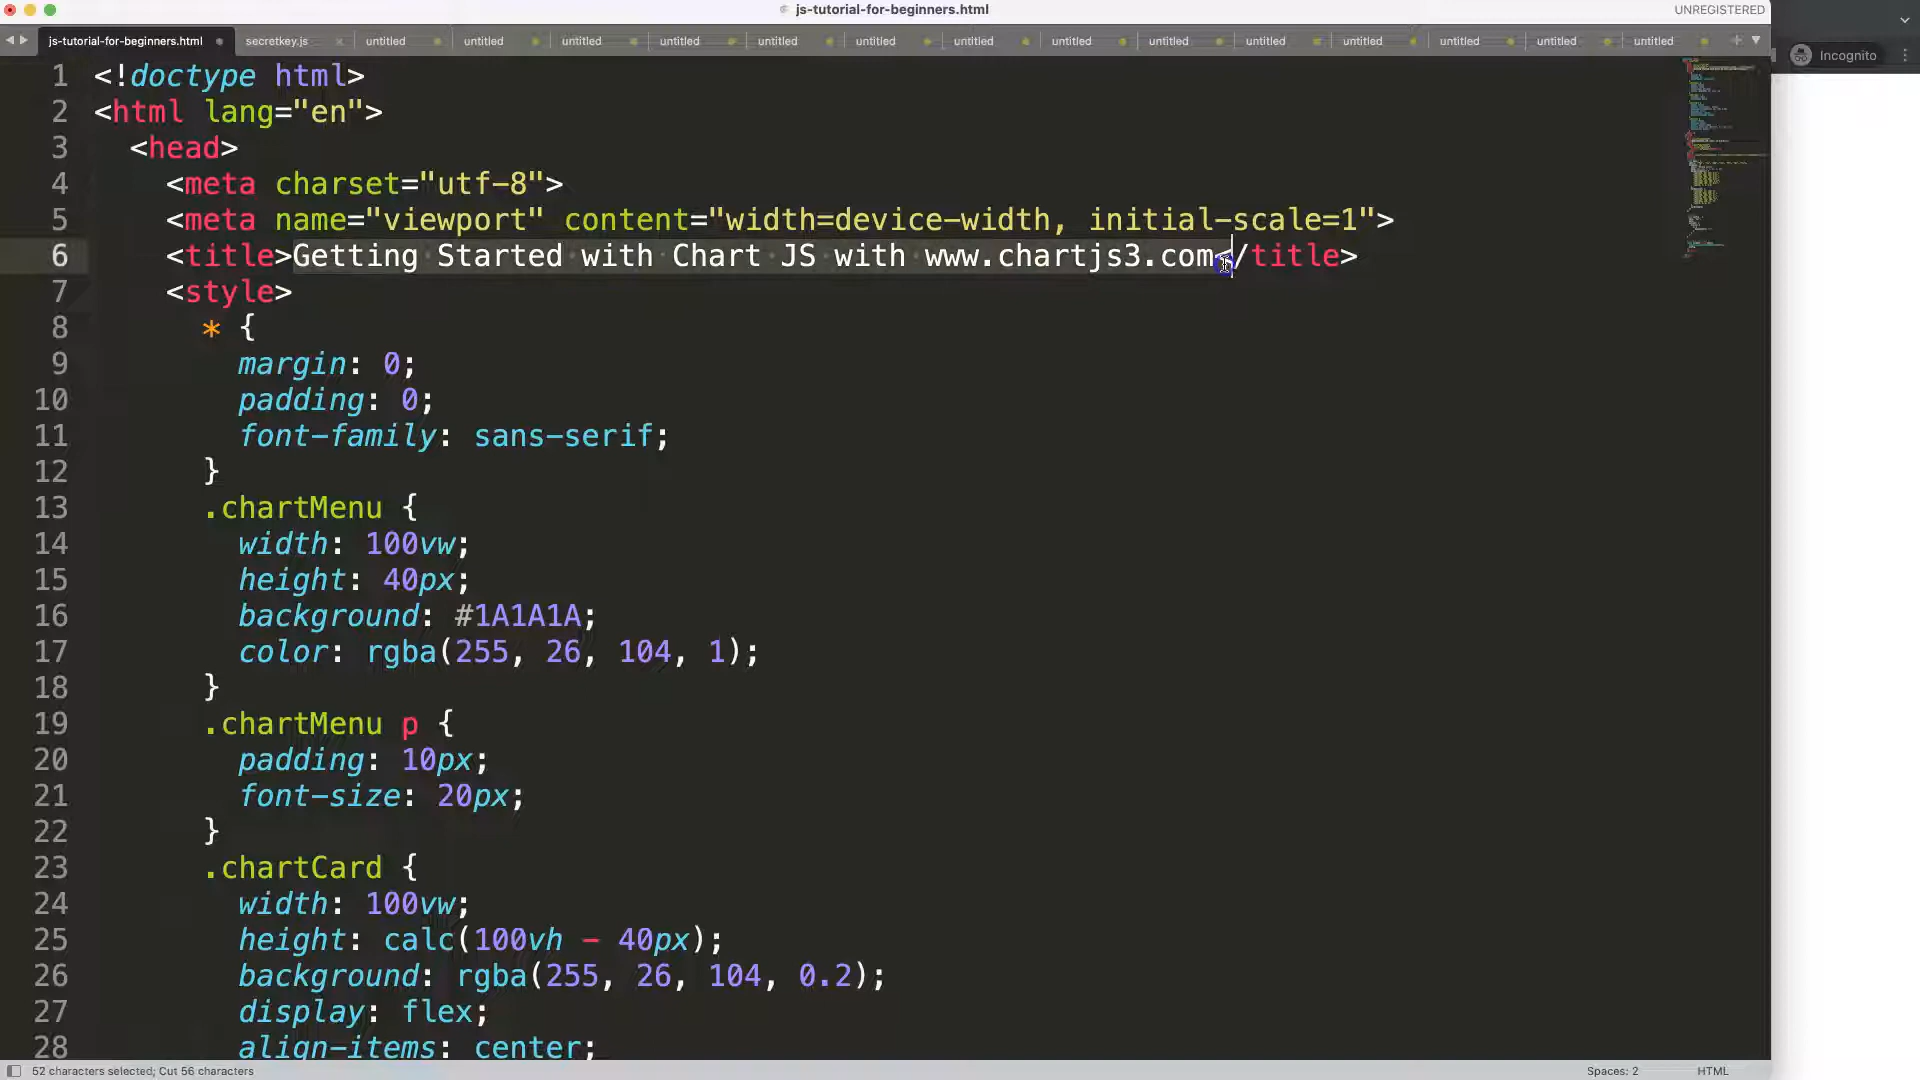 js-tutorial-for-beginners.html
UNREGISTERED
js-tutorial-for-beginners.html secretkey.js untitled untitled untitled untitled untitled untitled untitled untitled untitled untitled untitled untitled untitled untitled
Incognito
1 <!doctype html>
2 <html lang="en">
3 <head>
4 <meta charset="utf-8">
5 <meta name="viewport" content="width=device-width, initial-scale=1">
6 <title>Getting Started with Chart JS with www.chartjs3.com</title>
7 <style>
8 * {
9 margin: 0;
10 padding: 0;
11 font-family: sans-serif;
12 }
13 .chartMenu {
14 width: 100vw;
15 height: 40px;
16 background: #1A1A1A;
17 color: rgba(255, 26, 104, 1);
18 }
19 .chartMenu p {
20 padding: 10px;
21 font-size: 20px;
22 }
23 .chartCard {
24 width: 100vw;
25 height: calc(100vh - 40px);
26 background: rgba(255, 26, 104, 0.2);
27 display: flex;
28 align-items: center;
52 characters selected; Cut 56 characters
Spaces: 2
HTML